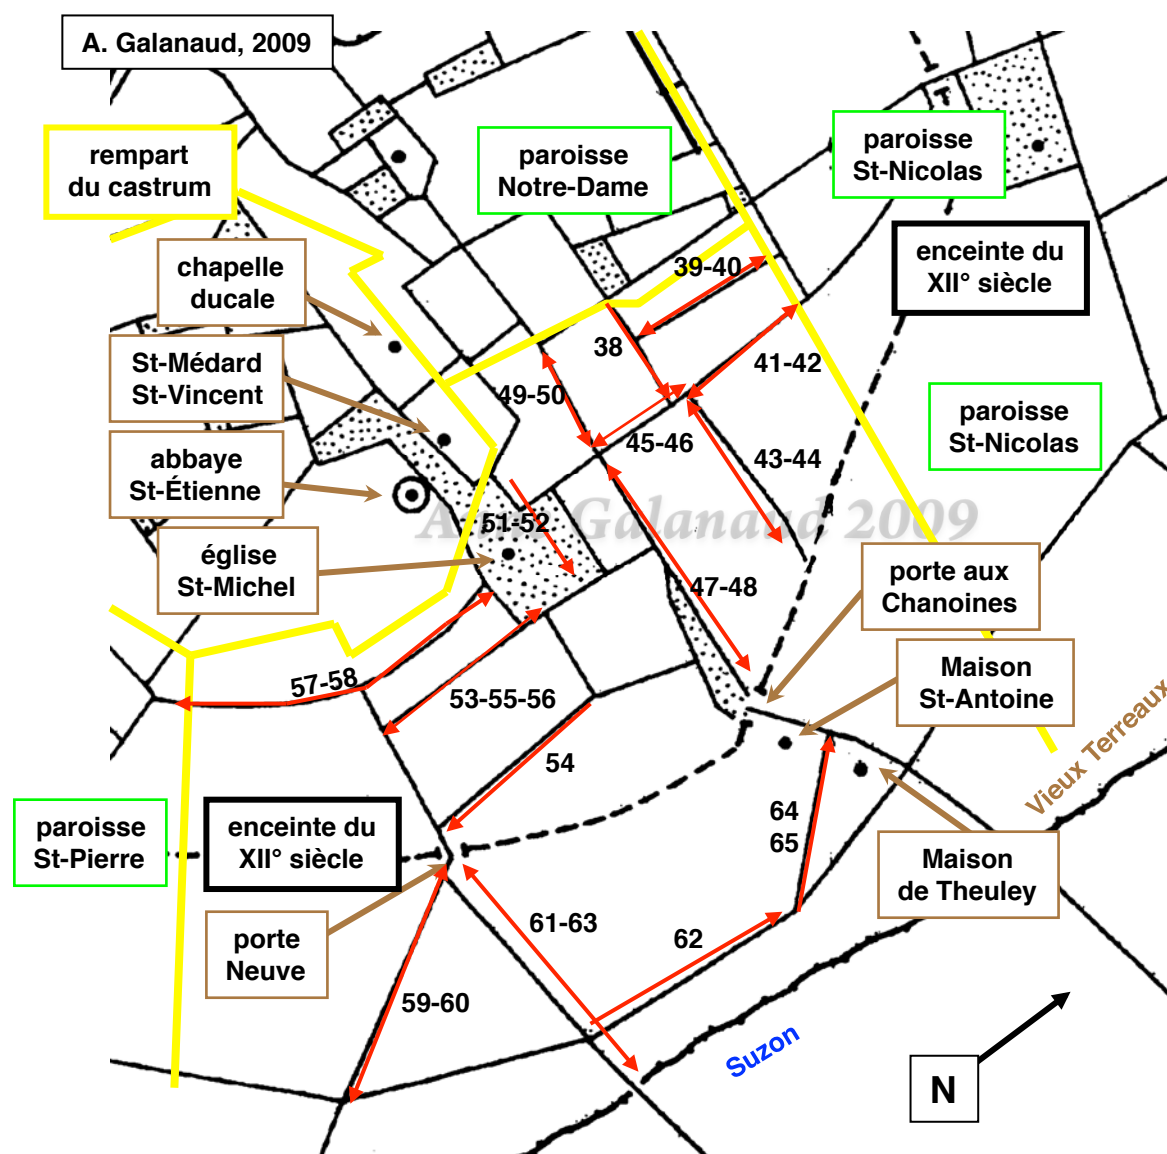 A. Galanaud, 2009
rempart
du castrum
paroisse
Notre-Dame
paroisse
St-Nicolas
enceinte du
XII° siècle
chapelle
ducale
39-40
St-Médard
St-Vincent
38
41-42
49-50
paroisse
St-Nicolas
45-46
43-44
abbaye
St-Étienne
Anne Galanaud 2009
51-52
église
St-Michel
47-48
porte aux
Chanoines
57-58
53-55-56
Maison
St-Antoine
54
Vieux Terreaux
paroisse
St-Pierre
enceinte du
XII° siècle
64
65
Maison
de Theuley
porte
Neuve
61-63
62
59-60
Suzon
N